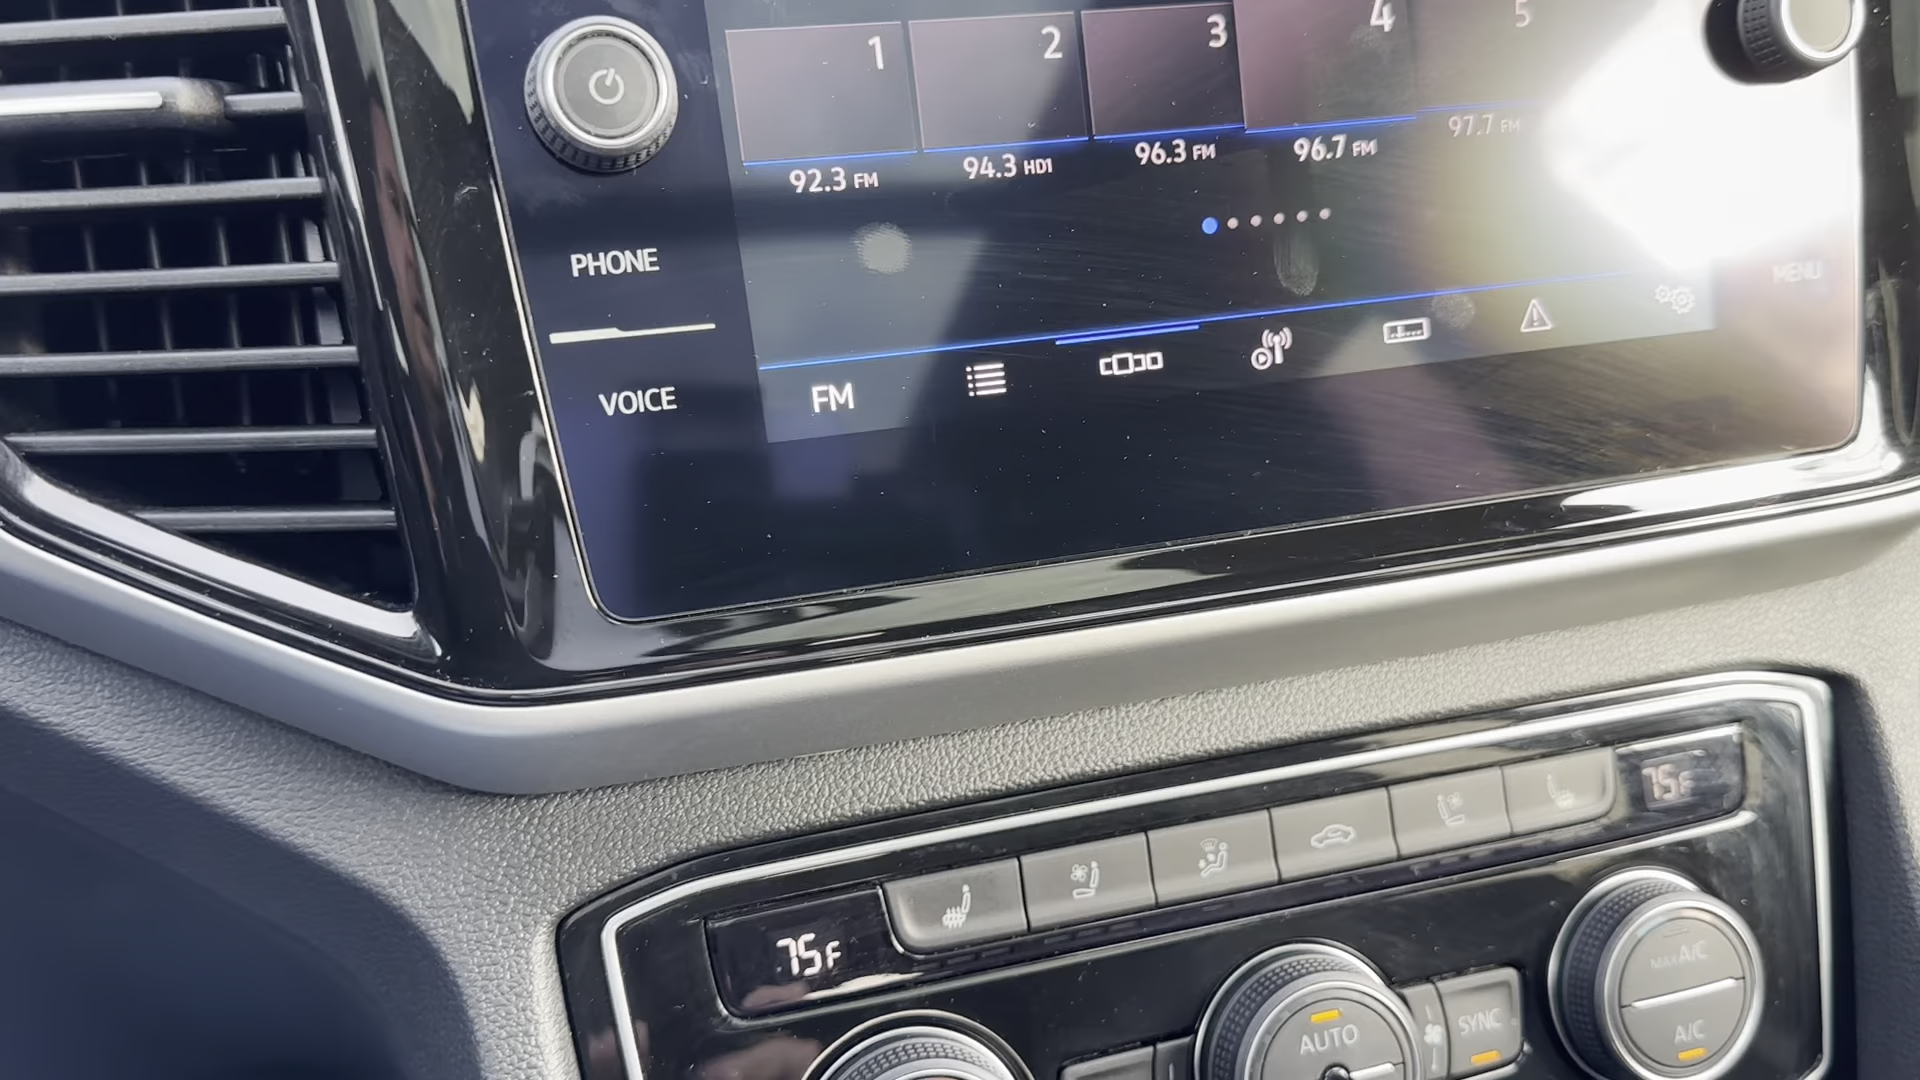 1 2 3 4 5
92.3 FM 94.3 HD1 96.3 FM 96.7 FM 97.7 FM
PHONE
MENU
FM
VOICE
75F
75F
MAX A/C
A/C
SYNC
AUTO